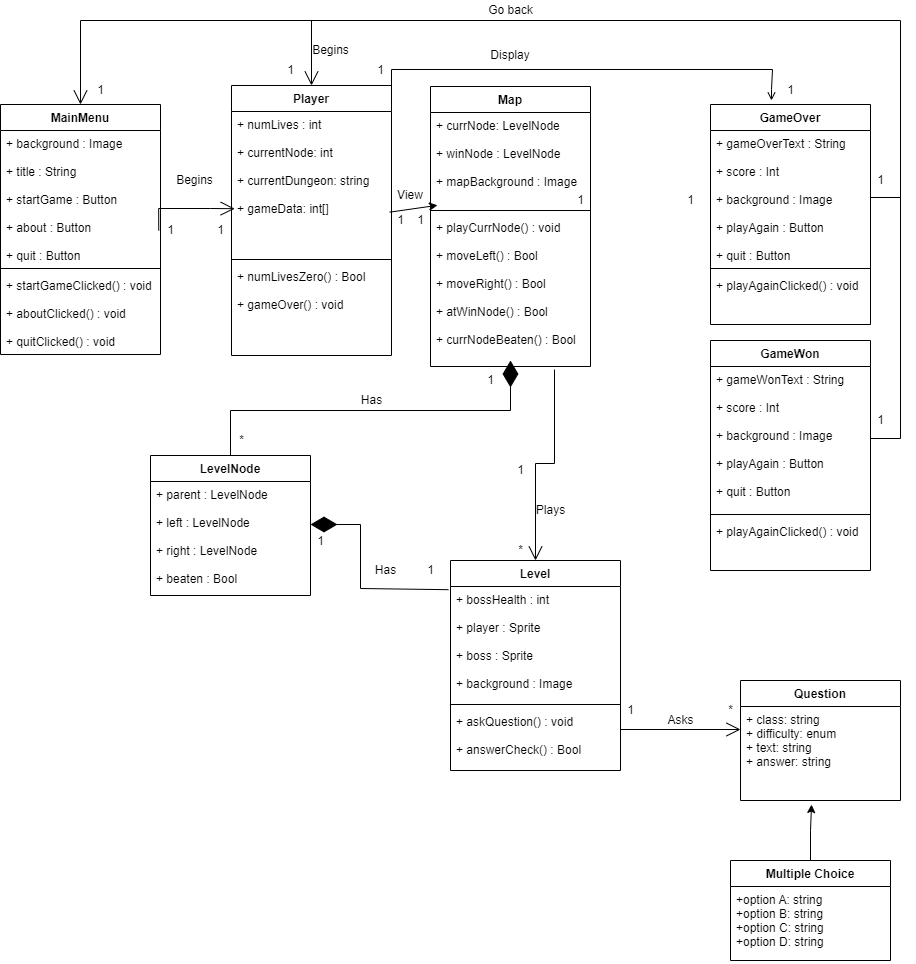 Go back
Begins
1
1
1
Display
1
MainMenu
+ background : Image
+ title : String
+ startGame : Button
+ about : Button
+ quit : Button
+ startGameClicked() : void
+ aboutClicked() : void
+ quitClicked() : void
Begins
1
1
Player
+ numLives : int
+ currentNode: int
+ currentDungeon: string
+ gameData: int[]
+ numLivesZero() : Bool
+ gameOver() : void
View
1
1
Map
+ currNode: LevelNode
+ winNode : LevelNode
+ mapBackground : Image
1
+ playCurrNode() : void
+ moveLeft() : Bool
+ moveRight() : Bool
+ atWinNode() : Bool
+ currNodeBeaten() : Bool
1
GameOver
+ gameOverText : String
+ score : Int
+ background : Image
+ playAgain : Button
+ quit : Button
+ playAgainClicked() : void
1
GameWon
+ gameWonText : String
+ score : Int
+ background : Image
+ playAgain : Button
+ quit : Button
+ playAgainClicked() : void
1
1
Has
*
LevelNode
+ parent : LevelNode
+ left : LevelNode
+ right : LevelNode
+ beaten : Bool
1
Has
1
1
Plays
*
Level
+ bossHealth : int
+ player : Sprite
+ boss : Sprite
+ background : Image
+ askQuestion() : void
+ answerCheck() : Bool
1
Asks
*
Question
+ class: string
+ difficulty: enum
+ text: string
+ answer: string
Multiple Choice
+option A: string
+option B: string
+option C: string
+option D: string